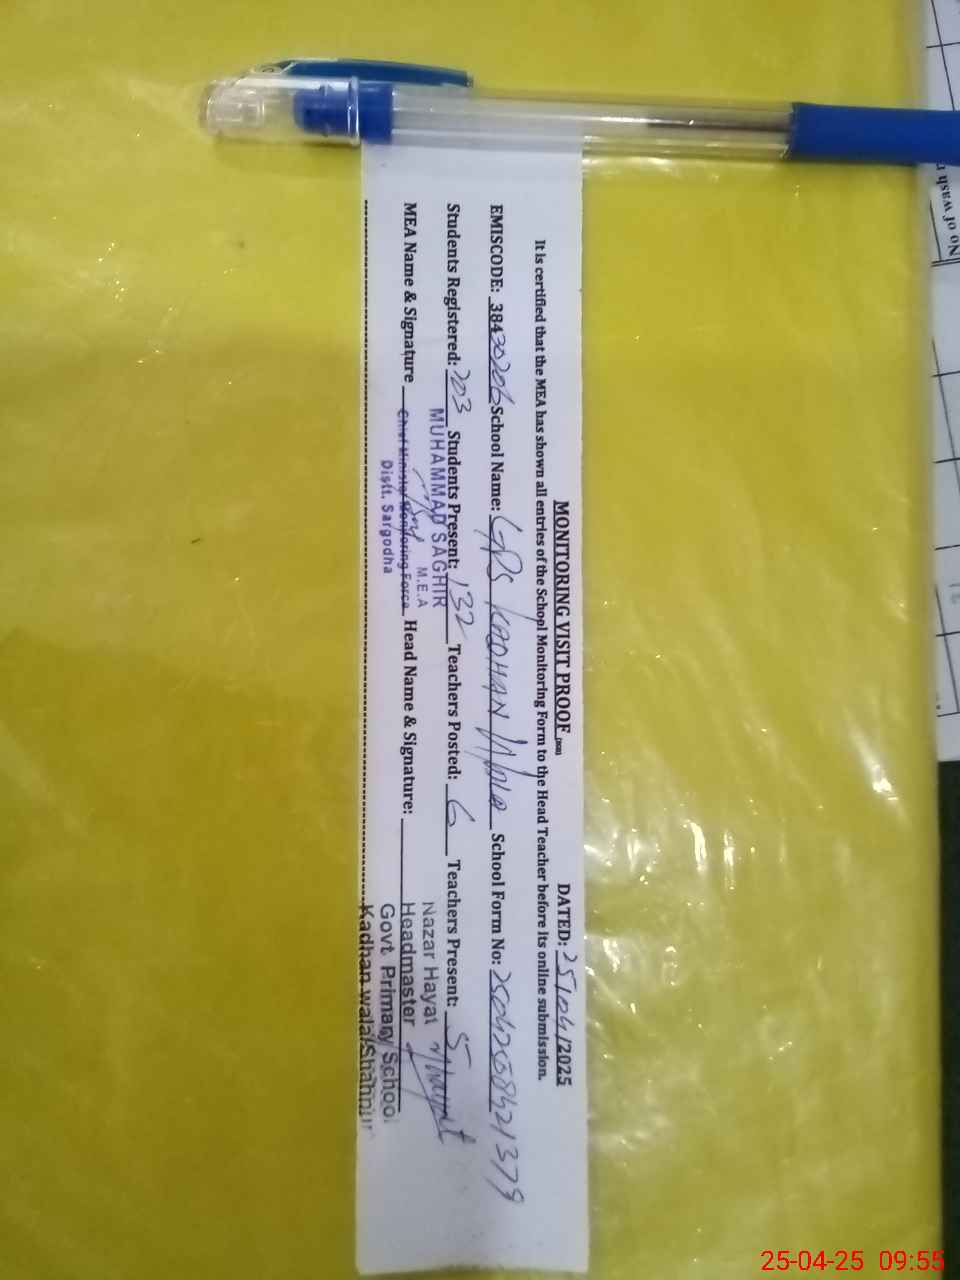 MONITORING VISIT PROOF DATED: 25/04/2025
It is certified that the MEA has shown all entries of the School Monitoring Form to the Head Teacher before its online submission.
EMISCODE: 38430206 School Name: GPS KADHAN Wala School Form No:
Students Registered: 203 Students Present: 132 Teachers Posted: 6 Teachers Present: 5
MEA Name & Signature Head Name & Signature:
MUHAMMAD SAGHIR
M.E.A
Chief Minister Monitoring Force
Distt. Sargodha
Nazar Hayat
Headmaster
Govt. Primary School
Kadhan wala/Shahpur
No of wash
25-04-25 09:55